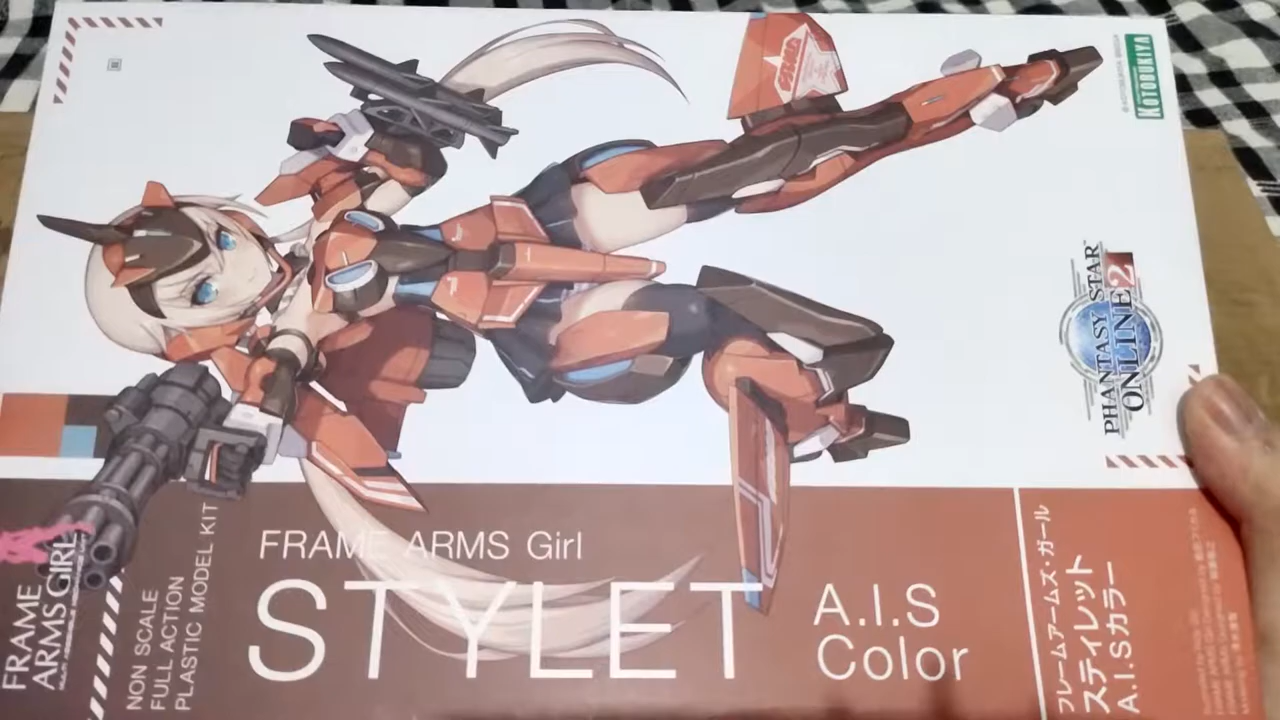 KOTOBUKIYA
PHANTASY STAR
ONLINE 2
FRAME ARMS Girl
STYLET
A.I.S
Color
FRAME
ARMS GIRL
NON SCALE
FULL ACTION
PLASTIC MODEL KIT
フレームアームズ・ガール
スティレット
A.I.Sカラー